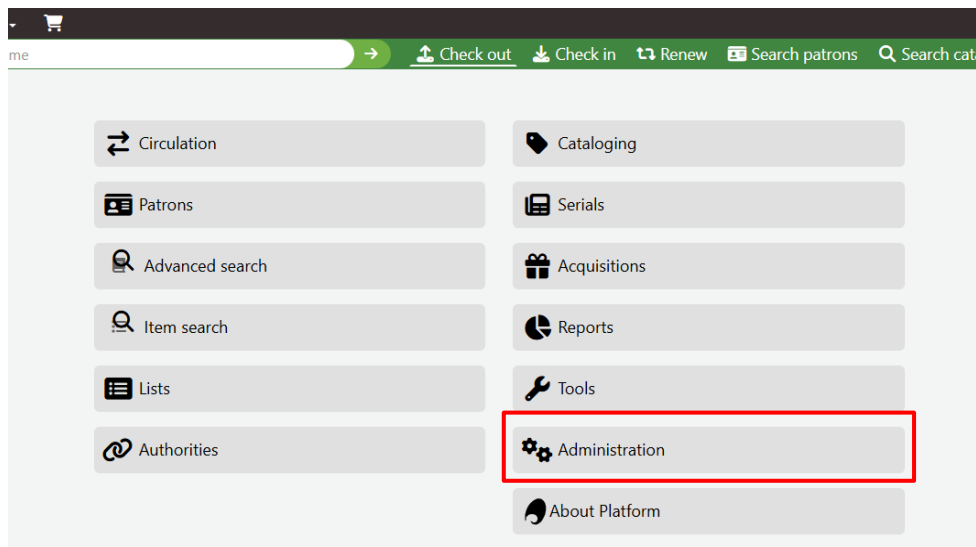 me Check out Check in Renew Search patrons Search cat
Circulation
Cataloging
Patrons
Serials
Advanced search
Acquisitions
Item search
Reports
Lists
Tools
Authorities
Administration
About Platform